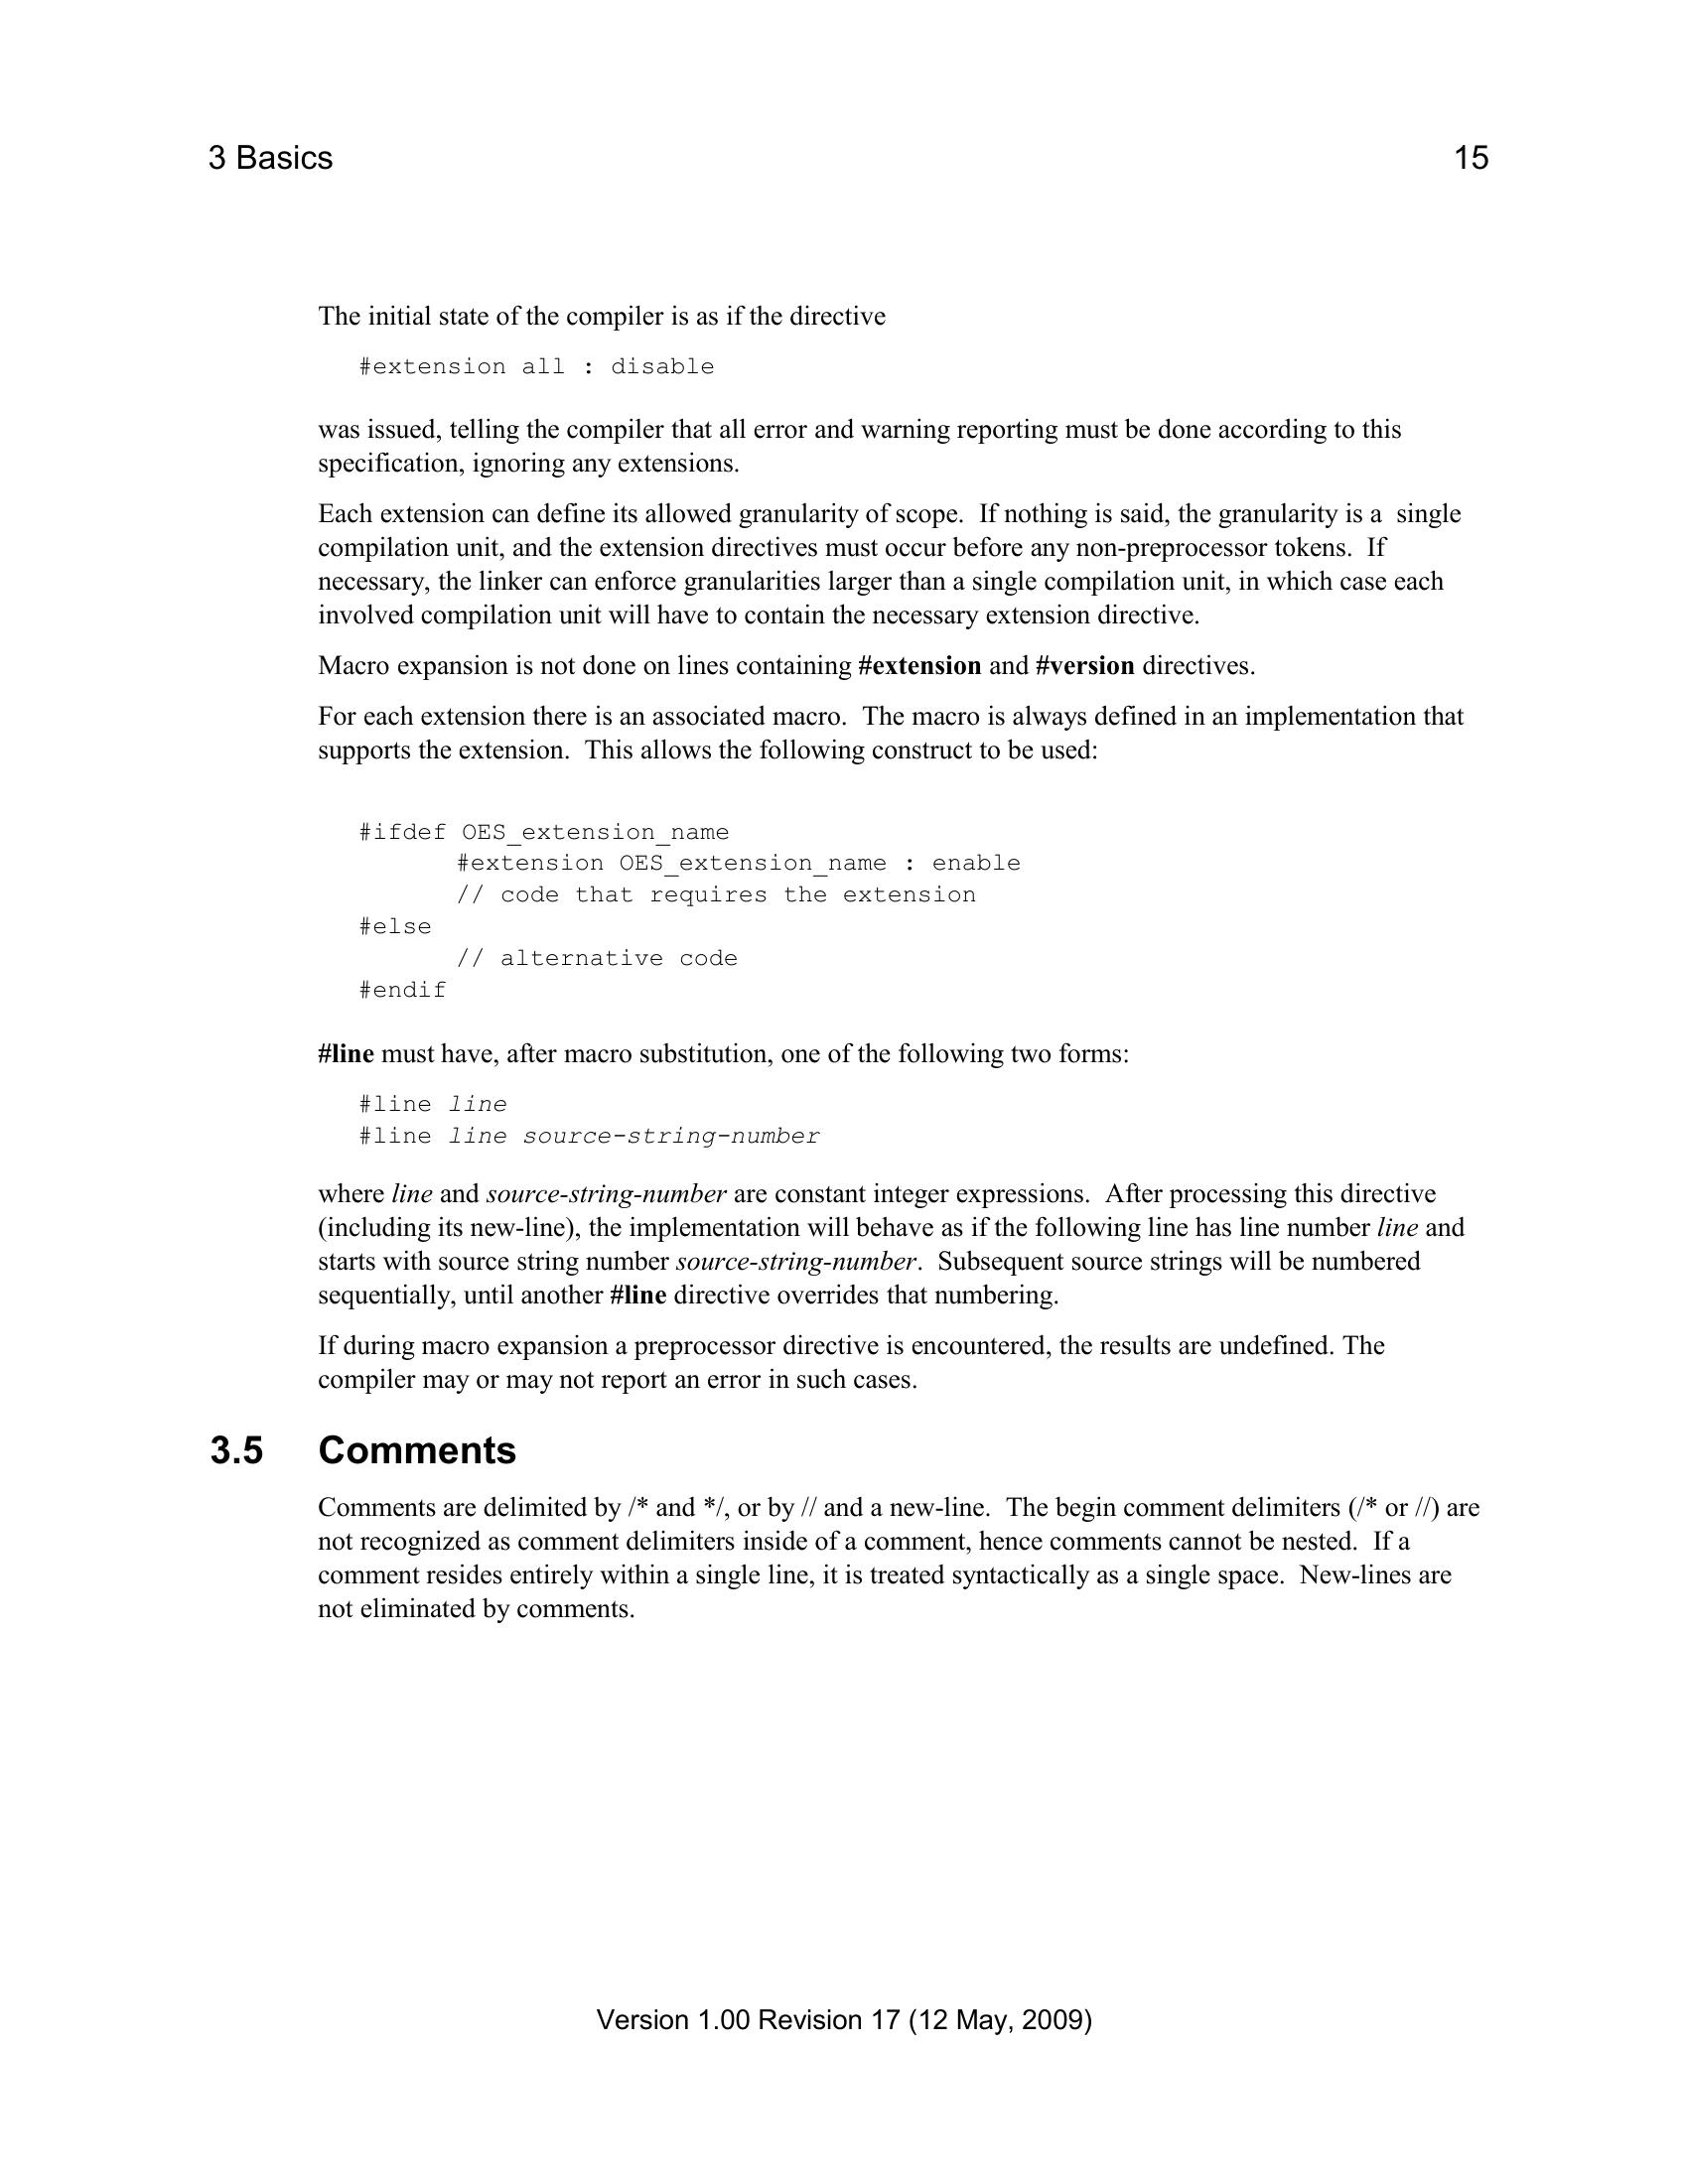 3 Basics 15
The initial state of the compiler is as if the directive
#extension all : disable
was issued, telling the compiler that all error and warning reporting must be done according to this
specification, ignoring any extensions.
Each extension can define its allowed granularity of scope.  If nothing is said, the granularity is a  single
compilation unit, and the extension directives must occur before any non-preprocessor tokens.  If
necessary, the linker can enforce granularities larger than a single compilation unit, in which case each
involved compilation unit will have to contain the necessary extension directive.
Macro expansion is not done on lines containing #extension and #version directives.
For each extension there is an associated macro.  The macro is always defined in an implementation that
supports the extension.  This allows the following construct to be used:
#ifdef OES_extension_name
#extension OES_extension_name : enable
// code that requires the extension
#else
// alternative code
#endif
#line must have, after macro substitution, one of the following two forms:
#line line
#line line source-string-number
where line and source-string-number are constant integer expressions.  After processing this directive
(including its new-line), the implementation will behave as if the following line has line number line and
starts with source string number source-string-number.  Subsequent source strings will be numbered
sequentially, until another #line directive overrides that numbering.
If during macro expansion a preprocessor directive is encountered, the results are undefined. The
compiler may or may not report an error in such cases.
3.5 Comments
Comments are delimited by /* and */, or by // and a new-line.  The begin comment delimiters (/* or //) are
not recognized as comment delimiters inside of a comment, hence comments cannot be nested.  If a
comment resides entirely within a single line, it is treated syntactically as a single space.  New-lines are
not eliminated by comments.
Version 1.00 Revision 17 (12 May, 2009)